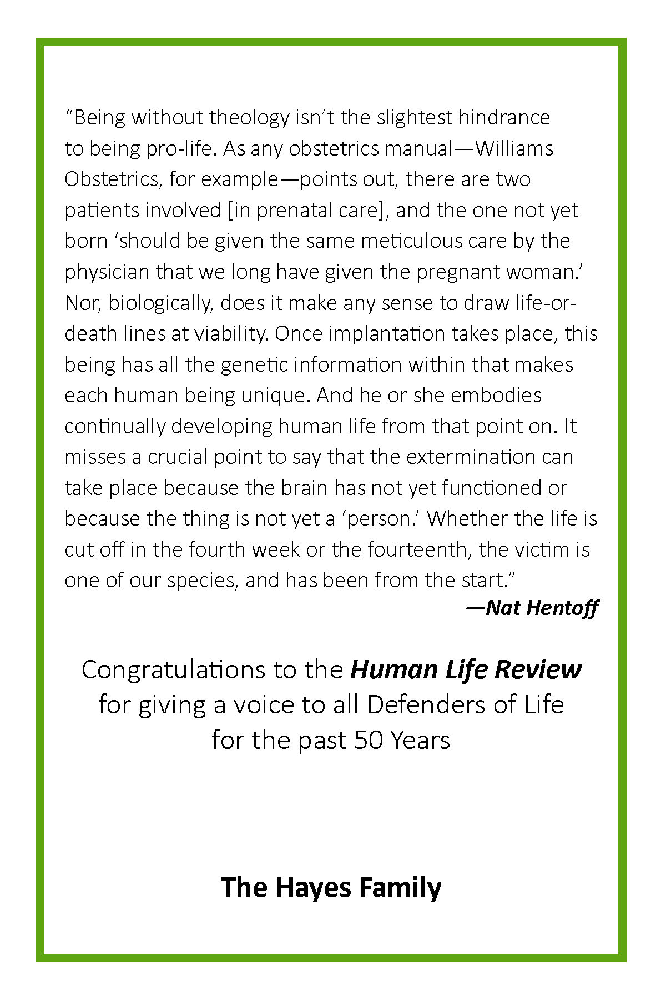 “Being without theology isn’t the slightest hindrance
to being pro-life. As any obstetrics manual—Williams
Obstetrics, for example—points out, there are two
patients involved [in prenatal care], and the one not yet
born ‘should be given the same meticulous care by the
physician that we long have given the pregnant woman.’
Nor, biologically, does it make any sense to draw life-or-
death lines at viability. Once implantation takes place, this
being has all the genetic information within that makes
each human being unique. And he or she embodies
continually developing human life from that point on. It
misses a crucial point to say that the extermination can
take place because the brain has not yet functioned or
because the thing is not yet a ‘person.’ Whether the life is
cut off in the fourth week or the fourteenth, the victim is
one of our species, and has been from the start.”
—Nat Hentoff
Congratulations to the Human Life Review
for giving a voice to all Defenders of Life
for the past 50 Years
The Hayes Family